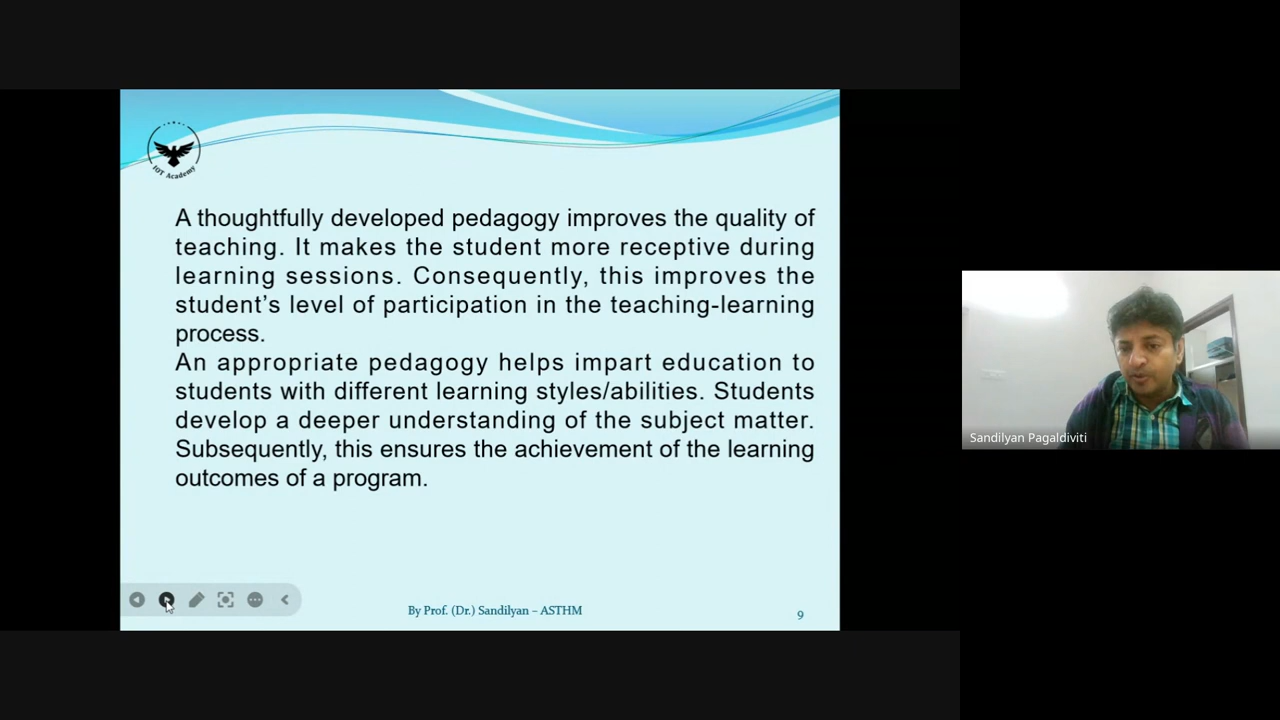 IOT Academy
A thoughtfully developed pedagogy improves the quality of
teaching. It makes the student more receptive during
learning sessions. Consequently, this improves the
student’s level of participation in the teaching-learning
process.
An appropriate pedagogy helps impart education to
students with different learning styles/abilities. Students
develop a deeper understanding of the subject matter.
Subsequently, this ensures the achievement of the learning
outcomes of a program.
By Prof. (Dr.) Sandilyan – ASTHM
9
Sandilyan Pagaldiviti